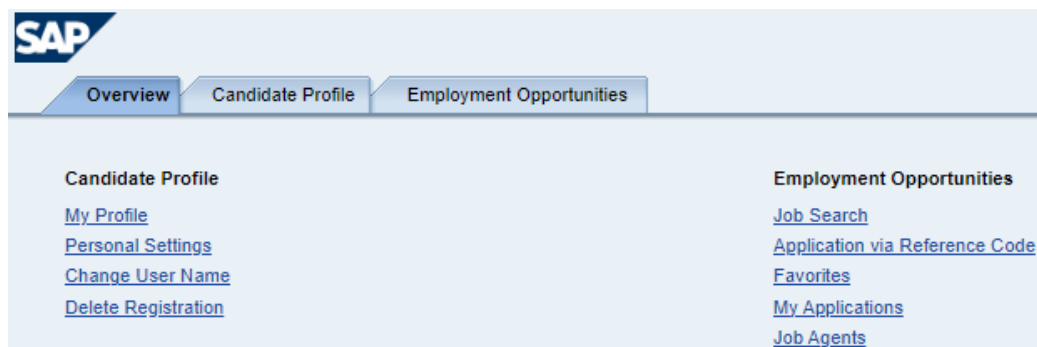 SAP
Overview Candidate Profile Employment Opportunities
Candidate Profile
My Profile
Personal Settings
Change User Name
Delete Registration
Employment Opportunities
Job Search
Application via Reference Code
Favorites
My Applications
Job Agents